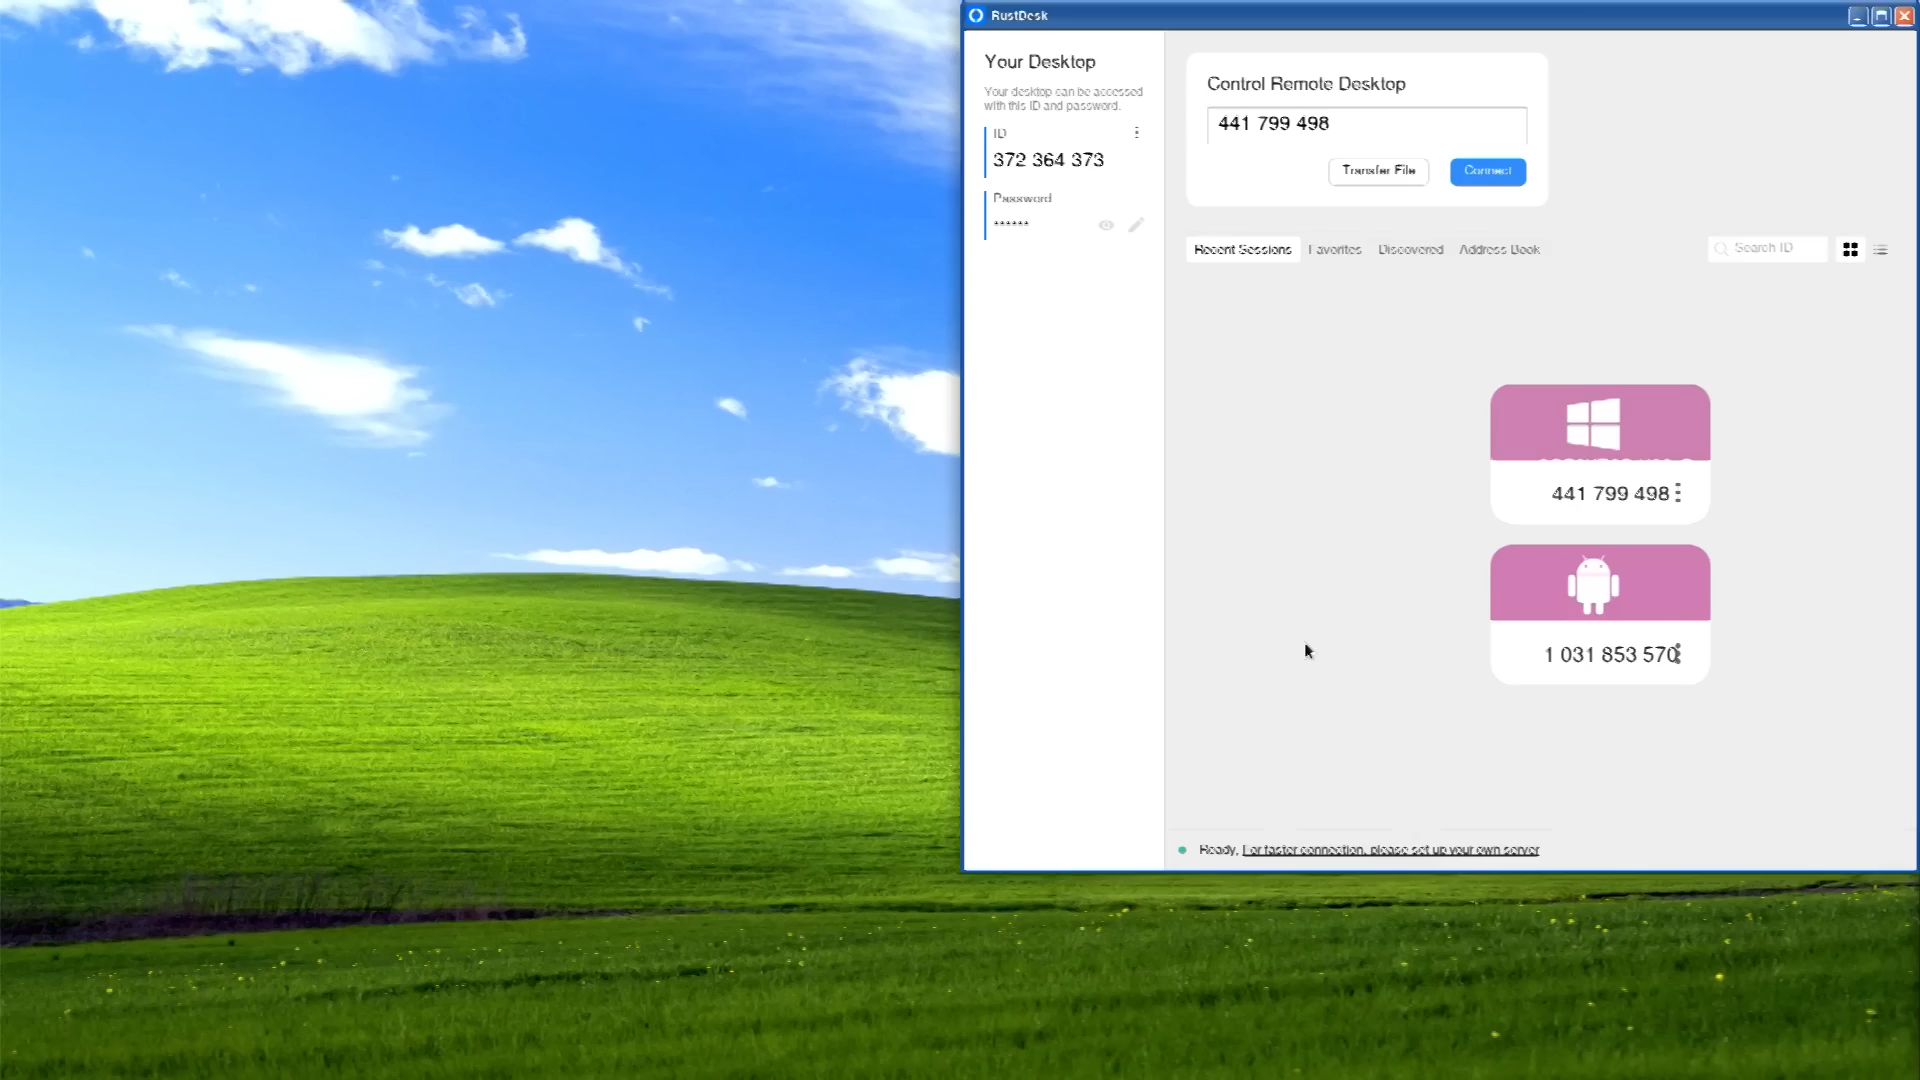 RustDesk
Your Desktop
Your desktop can be accessed
with this ID and password.
ID
372 364 373
Password
******
Control Remote Desktop
441 799 498
Transfer File
Connect
Recent Sessions
Favorites
Discovered
Address Book
Search ID
441 799 498
1 031 853 570
Ready, For faster connection, please set up your own server